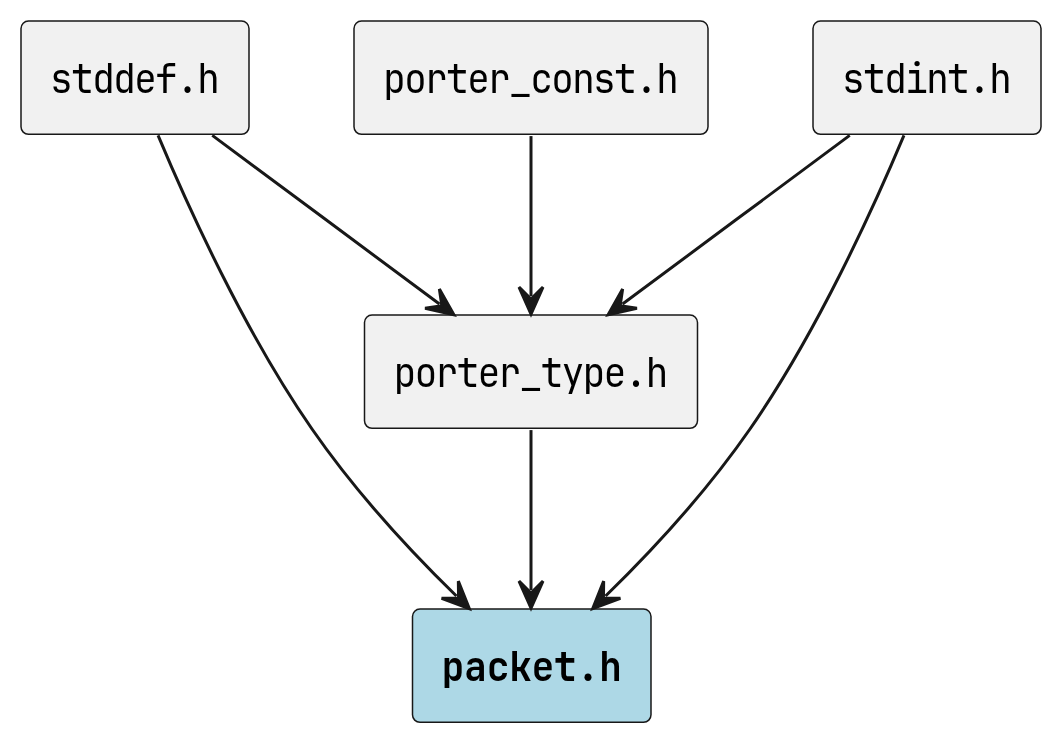 stddef.h
porter_const.h
stdint.h
porter_type.h
packet.h